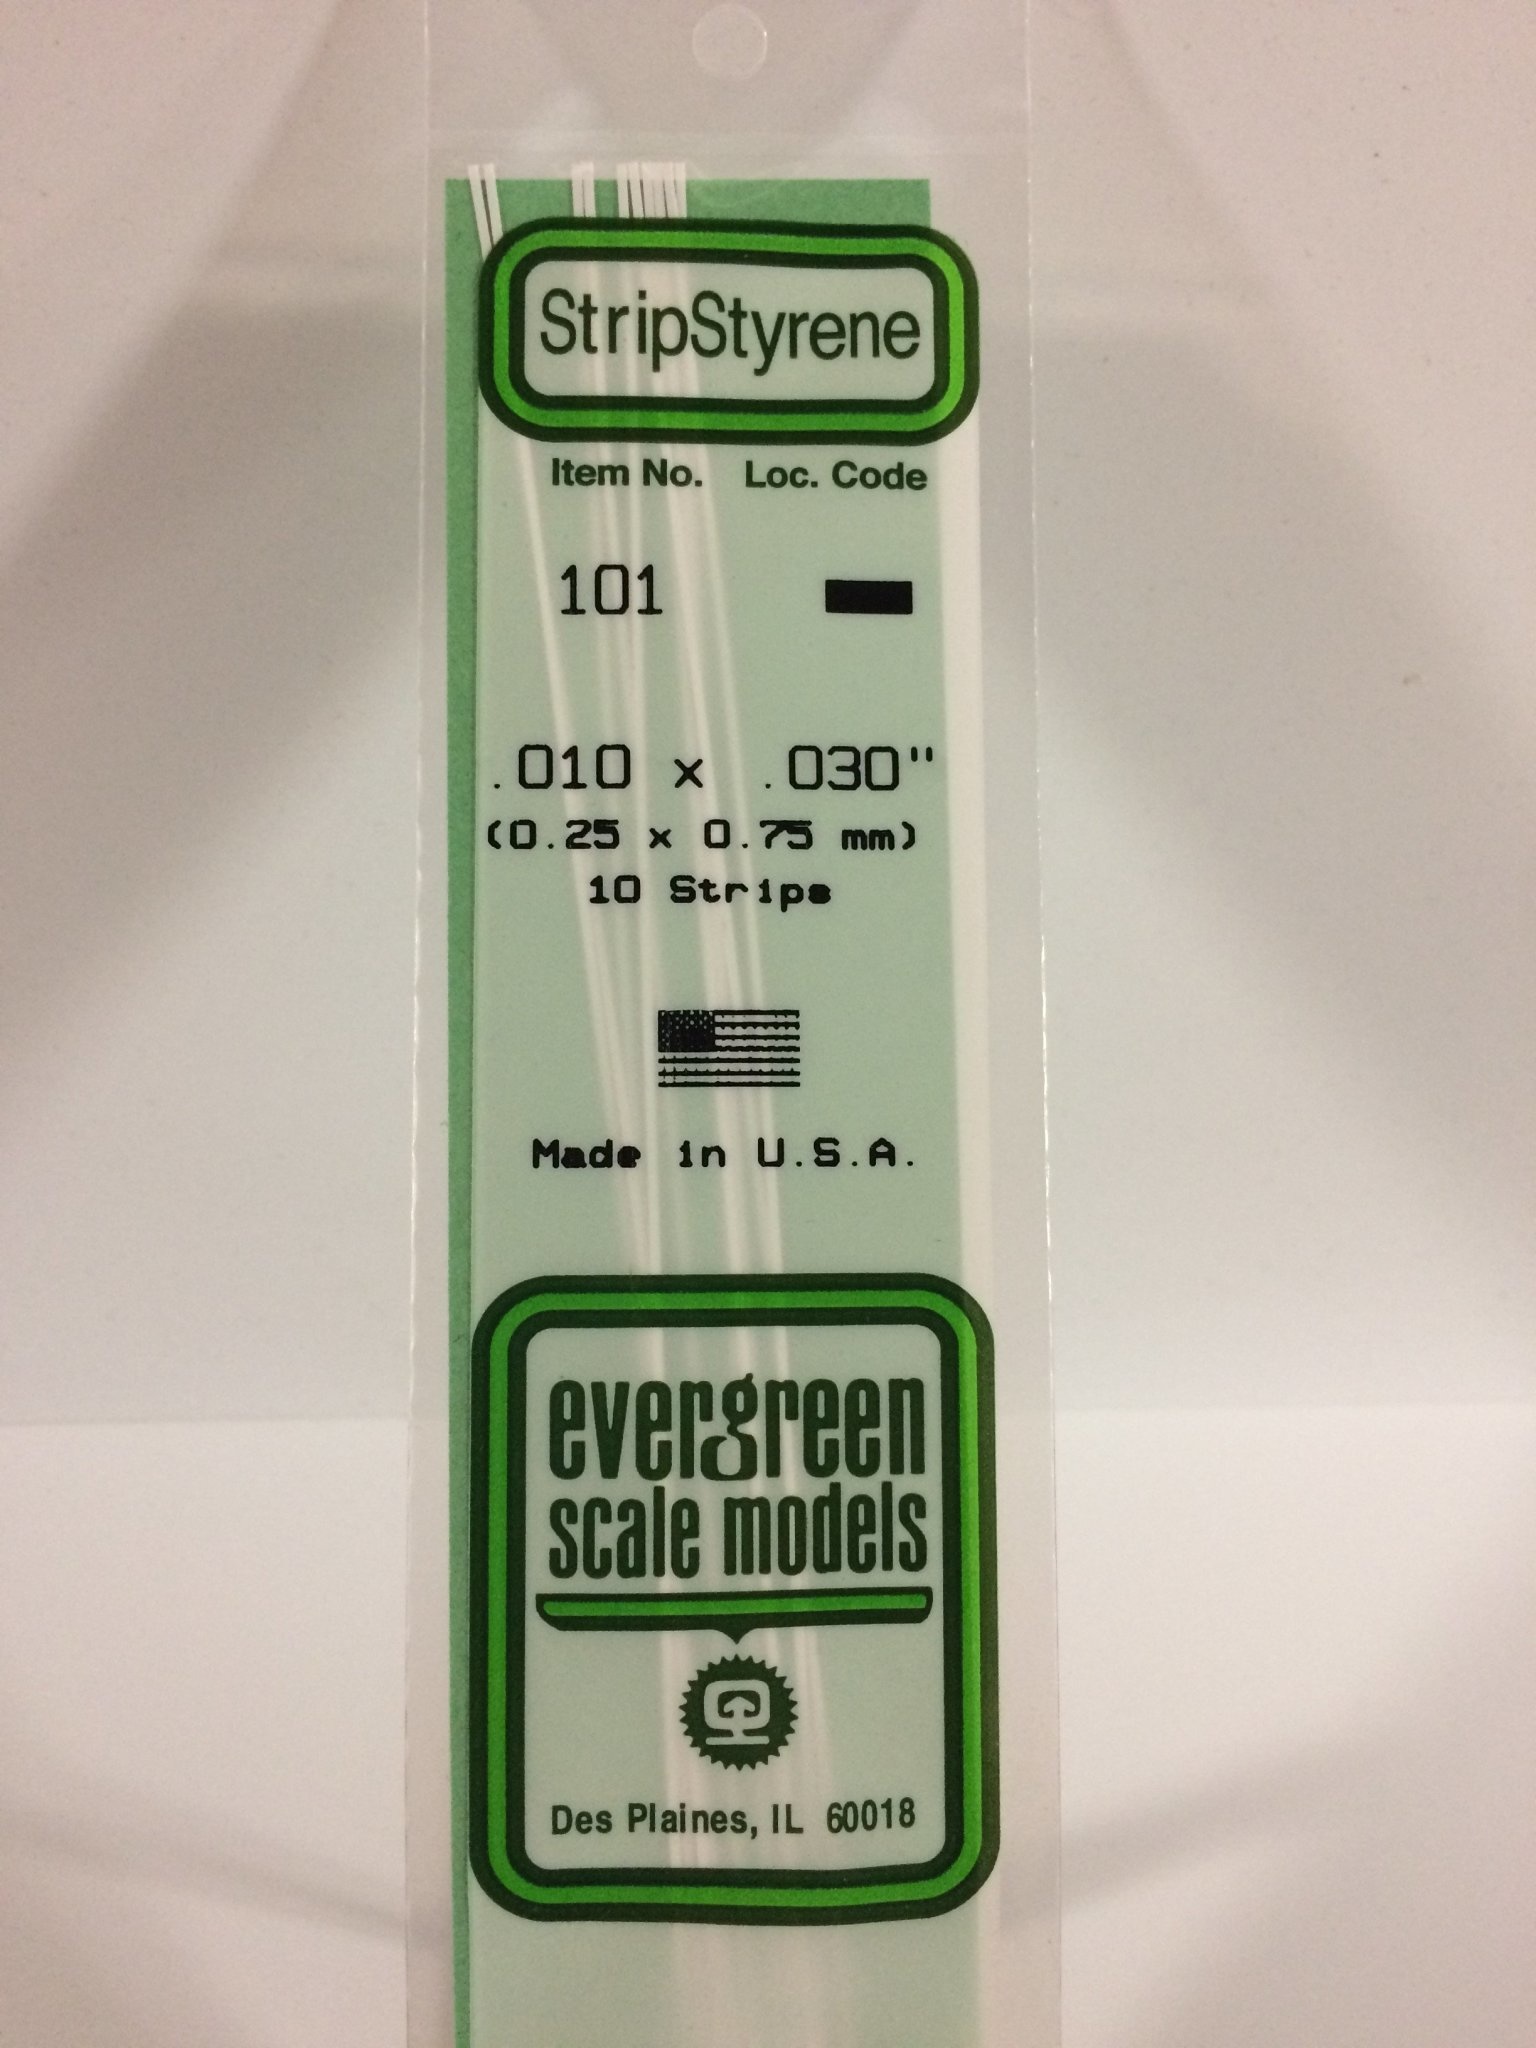 StripStyrene
Item No. Loc. Code
101
.010 x .030"
(0.25 x 0.75 mm)
10 Strips
Made in U.S.A.
evergreen
scale models
Des Plaines, IL 60018